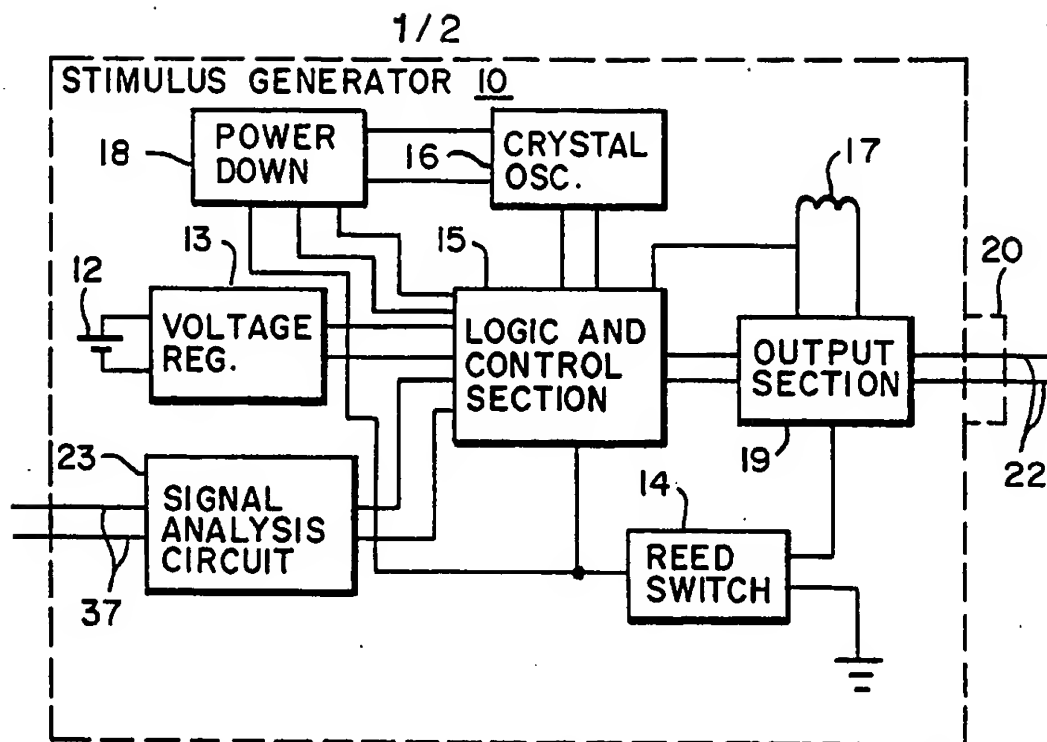 1/2
STIMULUS GENERATOR 10
18
POWER
DOWN
16
CRYSTAL
OSC.
17
12
13
VOLTAGE
REG.
15
LOGIC AND
CONTROL
SECTION
20
OUTPUT
SECTION
19
22
23
SIGNAL
ANALYSIS
CIRCUIT
37
14
REED
SWITCH